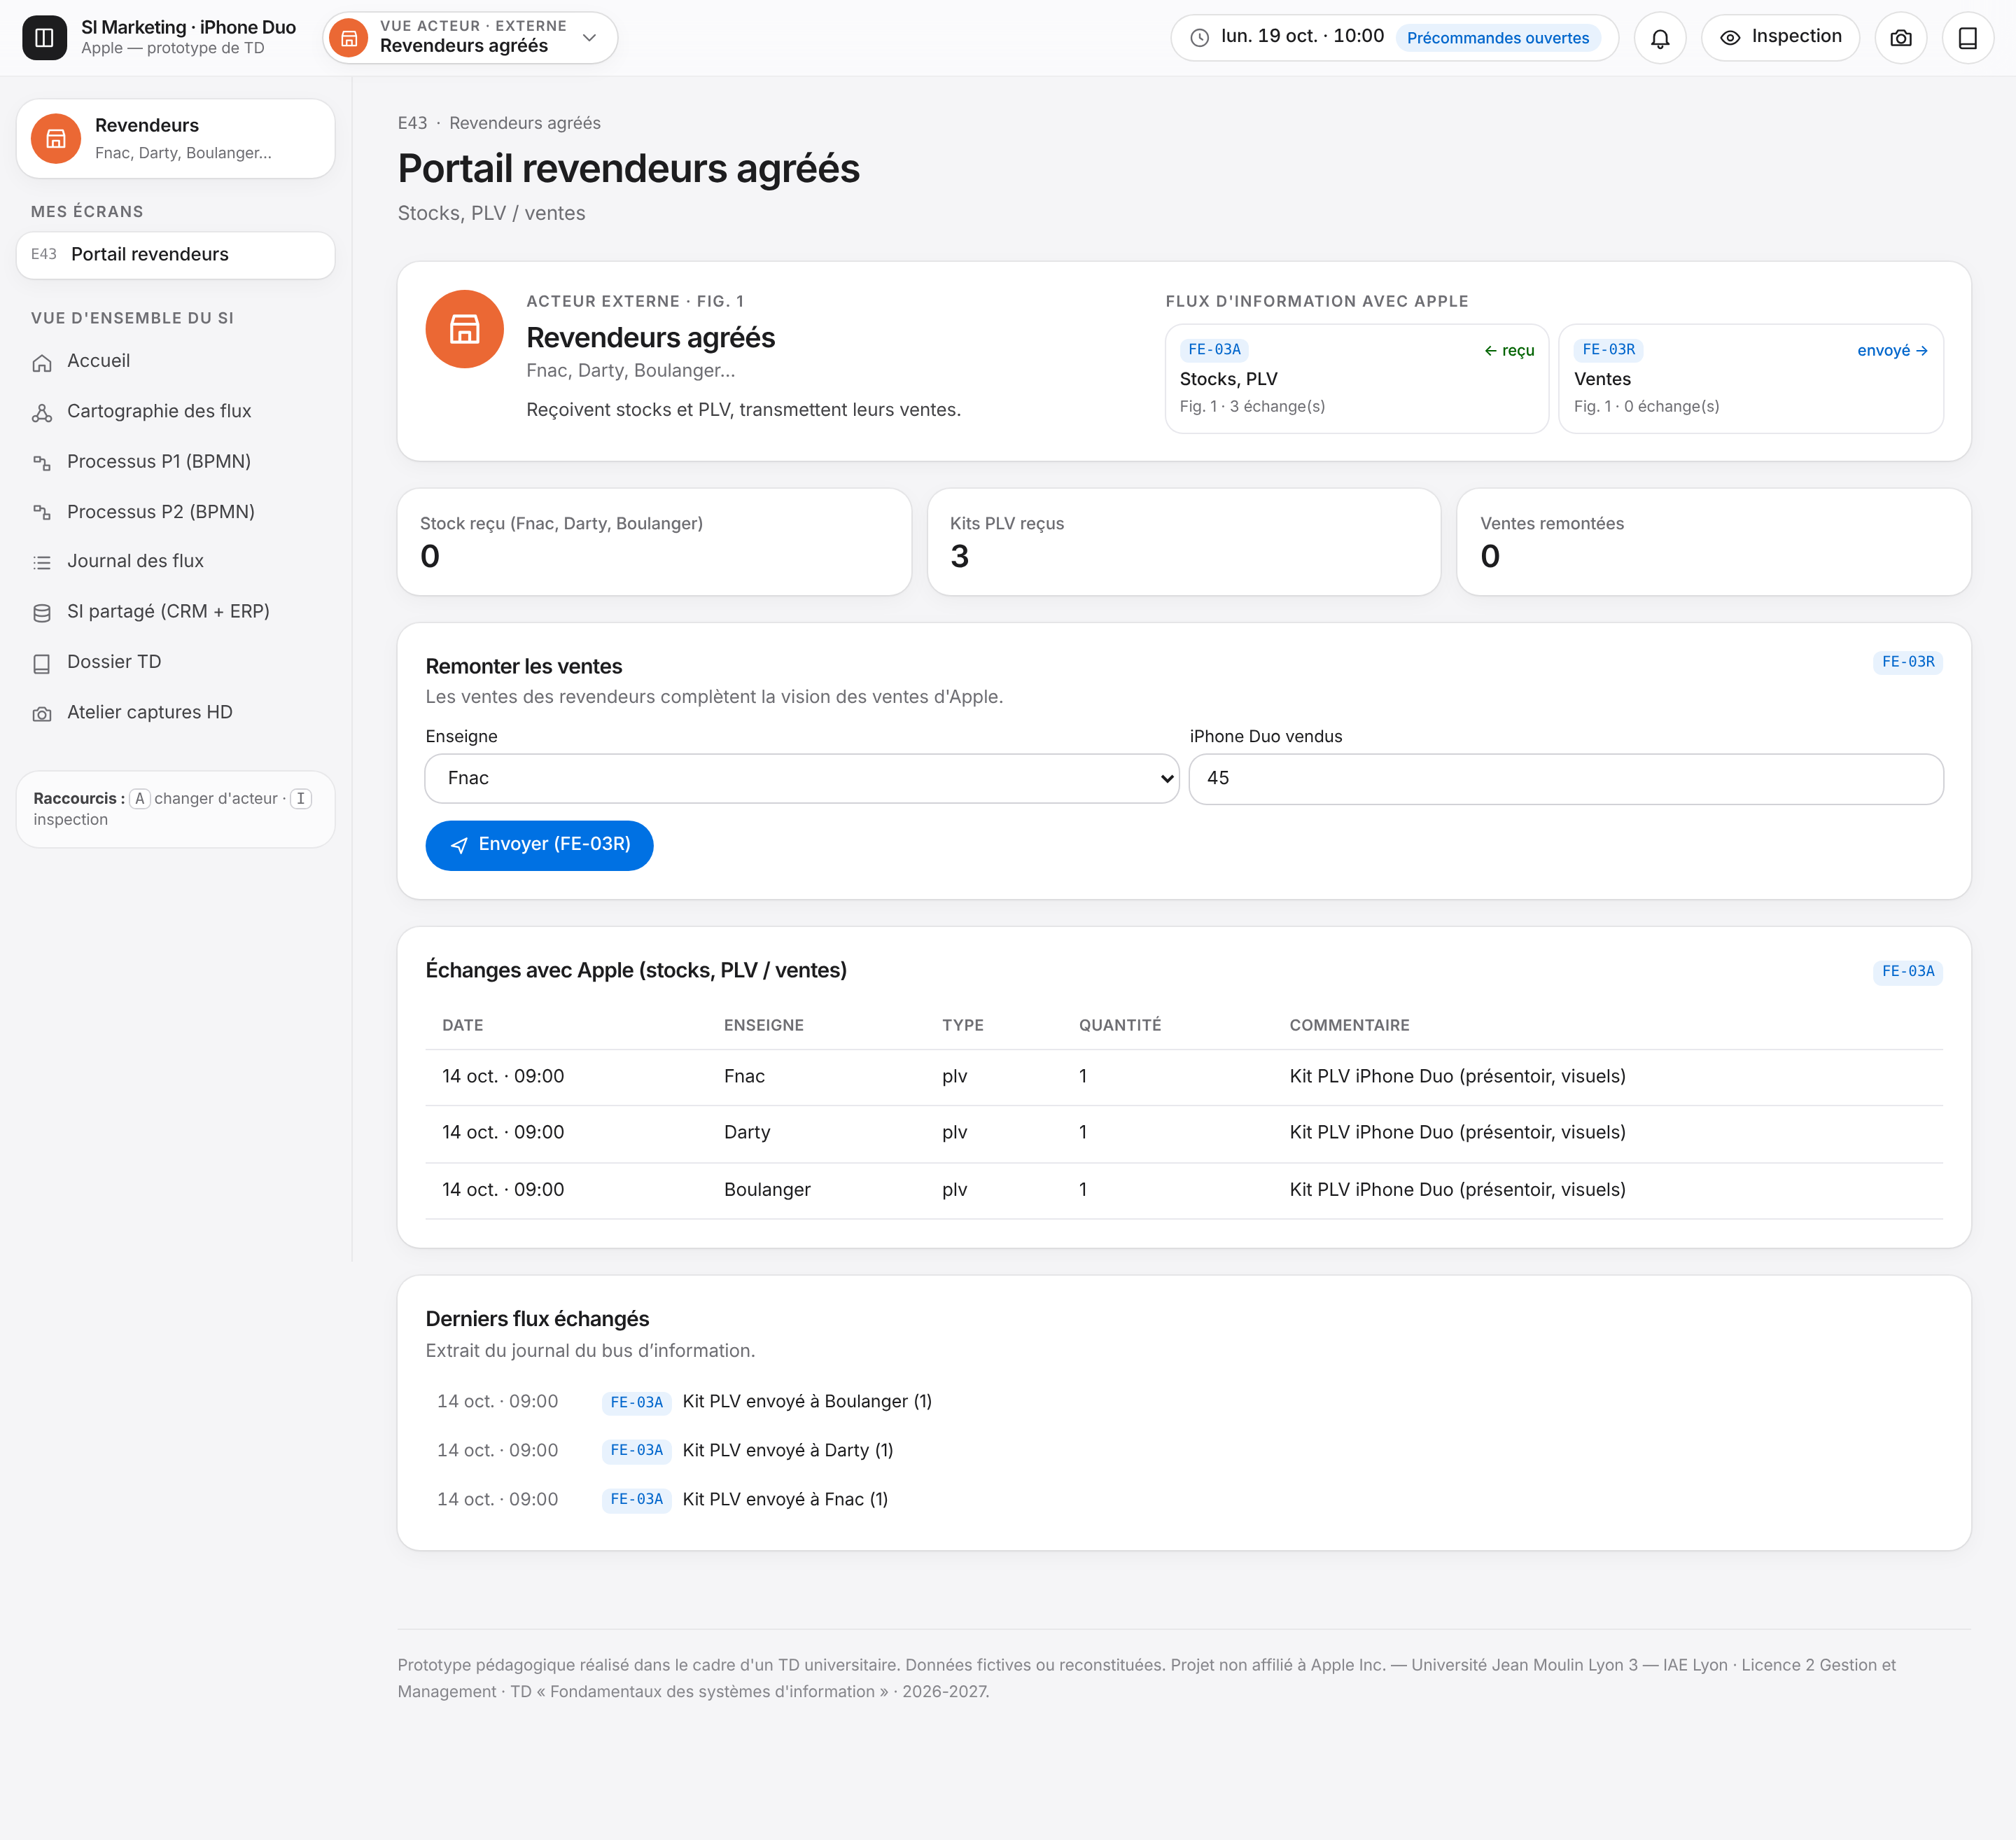 SI Marketing · iPhone Duo
Apple — prototype de TD
VUE ACTEUR · EXTERNE
Revendeurs agréés
lun. 19 oct. · 10:00
Précommandes ouvertes
Inspection
Revendeurs
Fnac, Darty, Boulanger...
MES ÉCRANS
E43 Portail revendeurs
VUE D'ENSEMBLE DU SI
Accueil
Cartographie des flux
Processus P1 (BPMN)
Processus P2 (BPMN)
Journal des flux
SI partagé (CRM + ERP)
Dossier TD
Atelier captures HD
Raccourcis : A changer d'acteur · I
inspection
E43 · Revendeurs agréés
Portail revendeurs agréés
Stocks, PLV / ventes
ACTEUR EXTERNE · FIG. 1
Revendeurs agréés
Fnac, Darty, Boulanger...
Reçoivent stocks et PLV, transmettent leurs ventes.
FLUX D'INFORMATION AVEC APPLE
FE-03A ← reçu
Stocks, PLV
Fig. 1 · 3 échange(s)
FE-03R envoyé →
Ventes
Fig. 1 · 0 échange(s)
Stock reçu (Fnac, Darty, Boulanger)
0
Kits PLV reçus
3
Ventes remontées
0
Remonter les ventes FE-03R
Les ventes des revendeurs complètent la vision des ventes d'Apple.
Enseigne
Fnac
iPhone Duo vendus
45
Envoyer (FE-03R)
Échanges avec Apple (stocks, PLV / ventes) FE-03A
DATE ENSEIGNE TYPE QUANTITÉ COMMENTAIRE
14 oct. · 09:00 Fnac plv 1 Kit PLV iPhone Duo (présentoir, visuels)
14 oct. · 09:00 Darty plv 1 Kit PLV iPhone Duo (présentoir, visuels)
14 oct. · 09:00 Boulanger plv 1 Kit PLV iPhone Duo (présentoir, visuels)
Derniers flux échangés
Extrait du journal du bus d’information.
14 oct. · 09:00 FE-03A Kit PLV envoyé à Boulanger (1)
14 oct. · 09:00 FE-03A Kit PLV envoyé à Darty (1)
14 oct. · 09:00 FE-03A Kit PLV envoyé à Fnac (1)
Prototype pédagogique réalisé dans le cadre d'un TD universitaire. Données fictives ou reconstituées. Projet non affilié à Apple Inc. — Université Jean Moulin Lyon 3 — IAE Lyon · Licence 2 Gestion et
Management · TD « Fondamentaux des systèmes d'information » · 2026-2027.